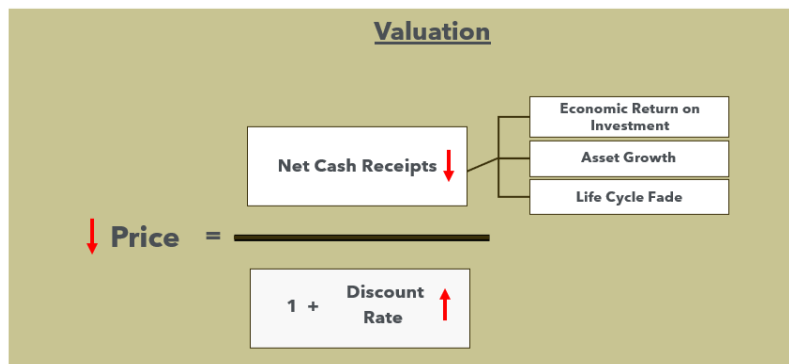 Valuation
Economic Return on
Investment
Net Cash Receipts
Asset Growth
Life Cycle Fade
Price =
1 + Discount
Rate